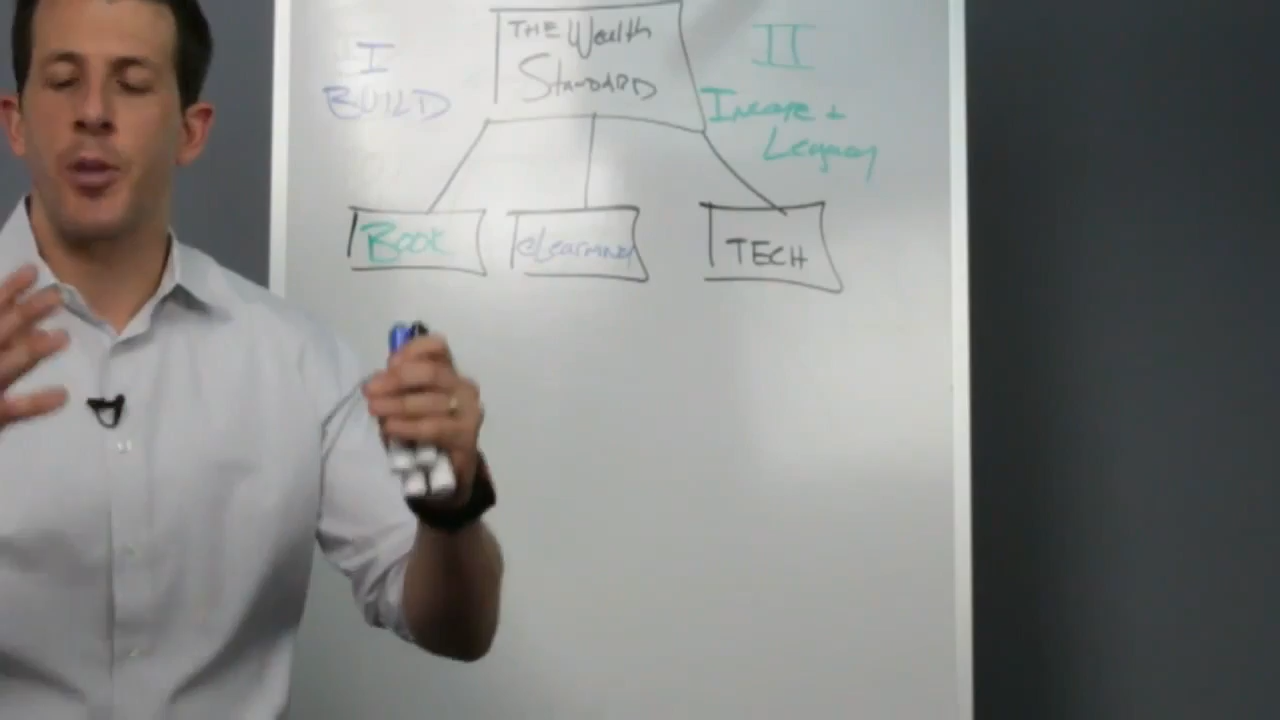 I
BUILD
THE Wealth
STANDARD
II
Income +
Legacy
BOOK
eLearning
TECH